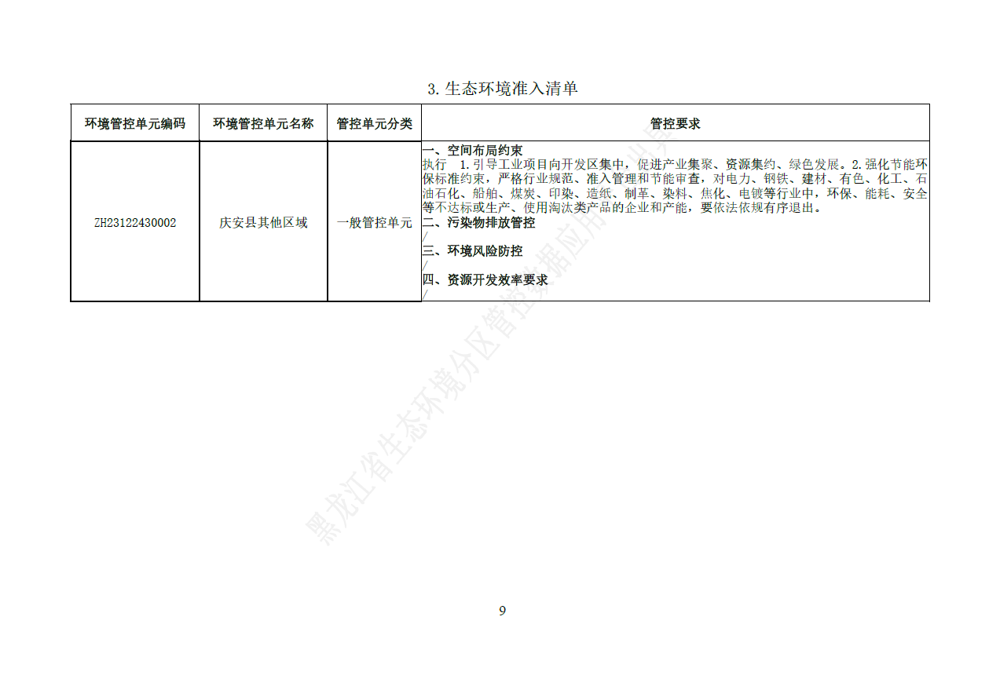 3.生态环境准入清单
环境管控单元编码 环境管控单元名称 管控单元分类 管控要求
ZH23122430002 庆安县其他区域 一般管控单元
一、空间布局约束
执行 1.引导工业项目向开发区集中，促进产业集聚、资源集约、绿色发展。2.强化节能环
保标准约束，严格行业规范、准入管理和节能审查，对电力、钢铁、建材、有色、化工、石
油石化、船舶、煤炭、印染、造纸、制革、染料、焦化、电镀等行业中，环保、能耗、安全
等不达标或生产、使用淘汰类产品的企业和产能，要依法依规有序退出。
二、污染物排放管控
/
三、环境风险防控
/
四、资源开发效率要求
/
黑龙江省生态环境分区管控数据应用 出具
9